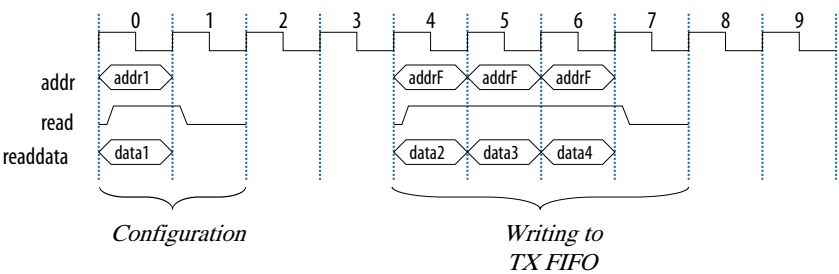 0 1 2 3 4 5 6 7 8 9
addr addr1 addrF addrF addrF
read
readdata data1 data2 data3 data4
Configuration Writing to
TX FIFO